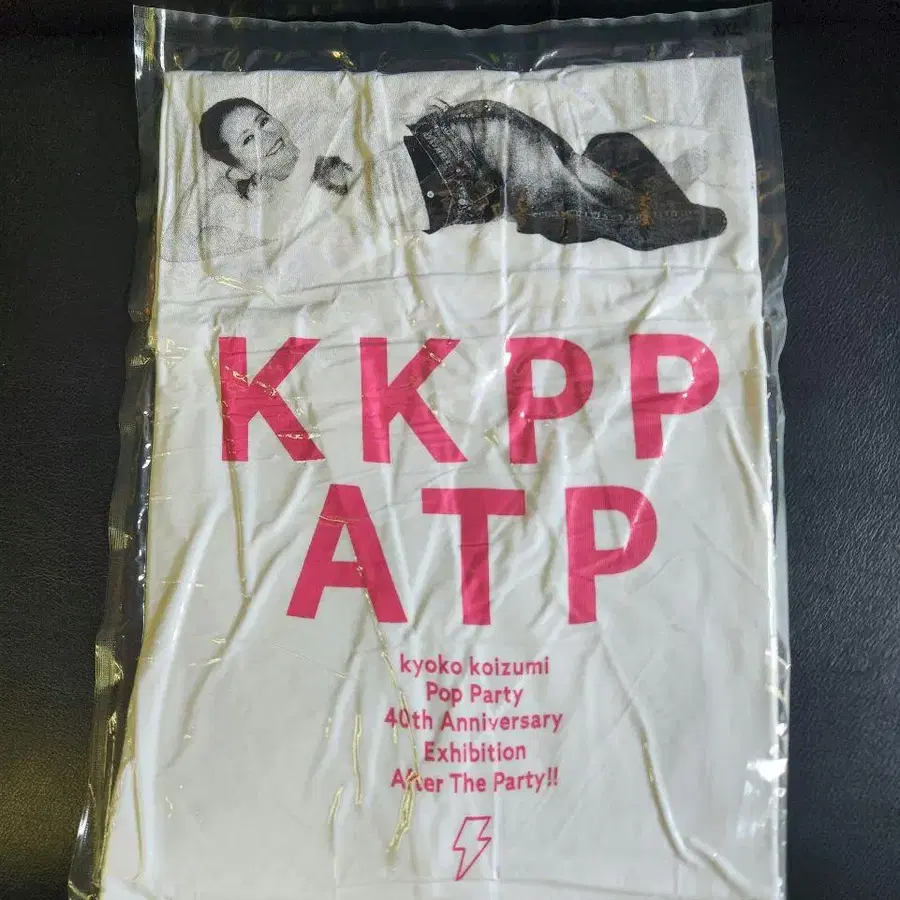 KKPP
ATP
kyoko koizumi
Pop Party
40th Anniversary
Exhibition
After The Party!!